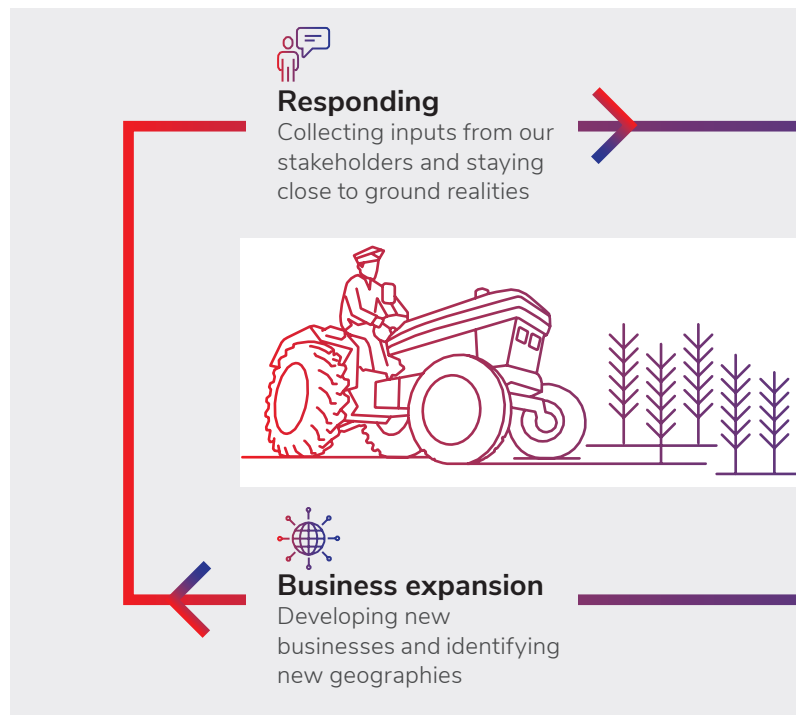 Responding
Collecting inputs from our
stakeholders and staying
close to ground realities
Business expansion
Developing new
businesses and identifying
new geographies